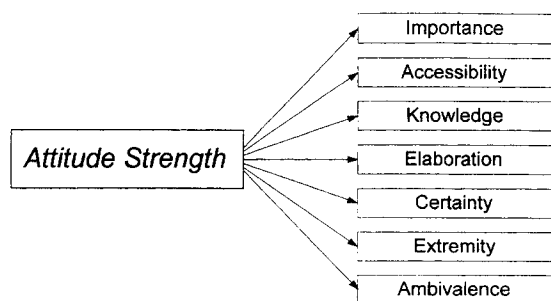 Importance
Accessibility
Knowledge
Attitude Strength
Elaboration
Certainty
Extremity
Ambivalence